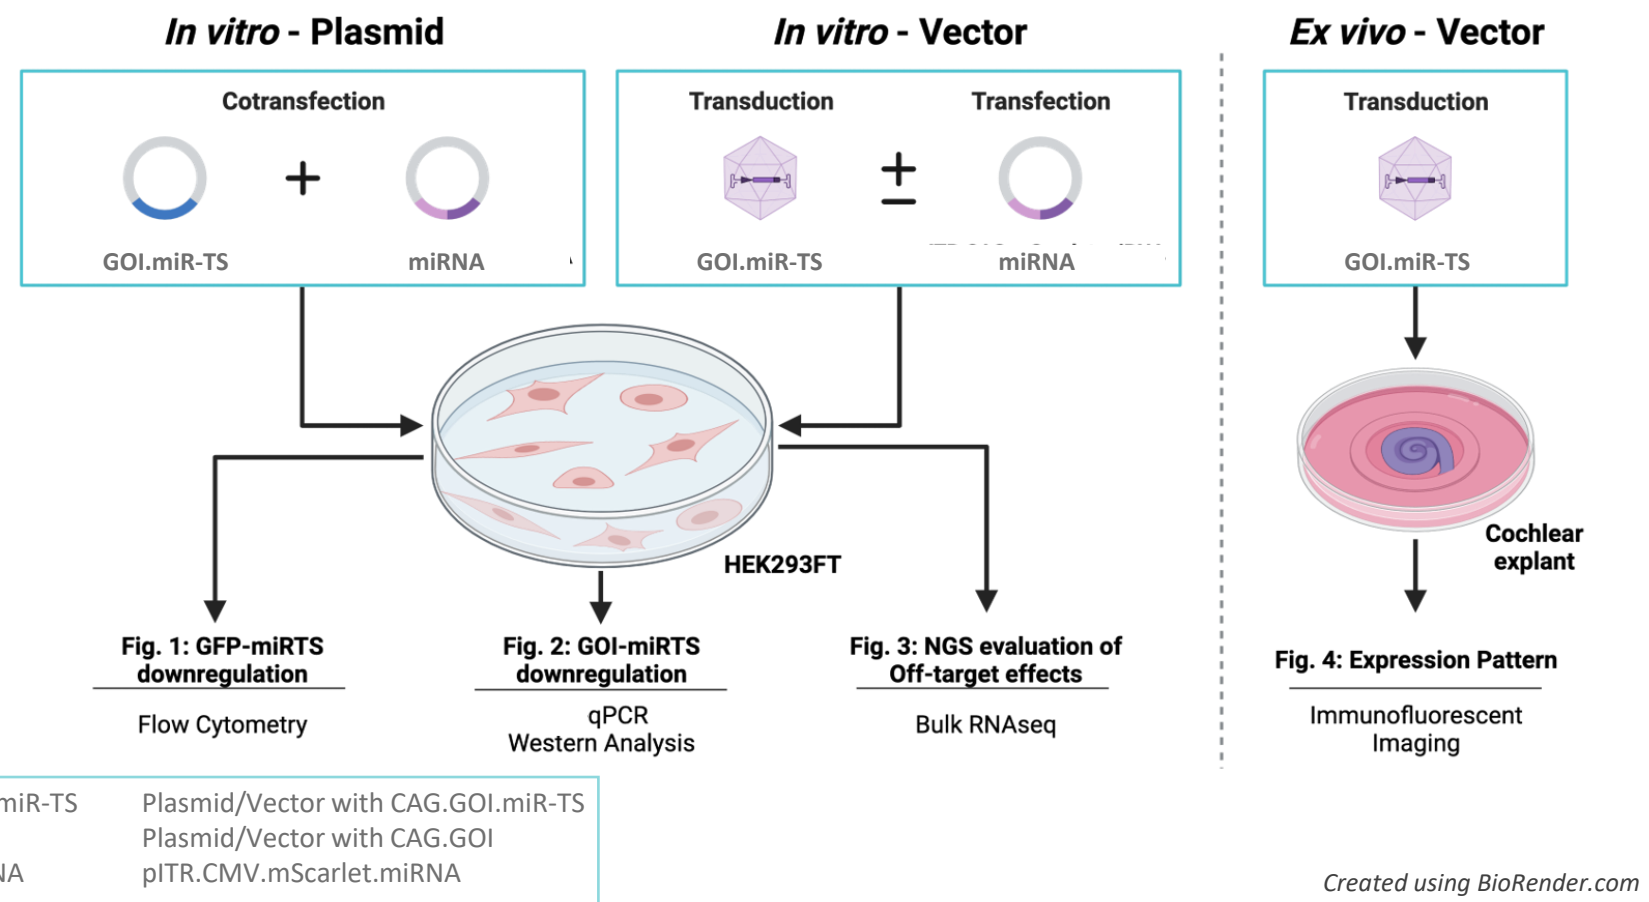 In vitro - Plasmid
In vitro - Vector
Ex vivo - Vector
Cotransfection
Transduction
Transfection
Transduction
+
±
GOI.miR-TS
miRNA
GOI.miR-TS
miRNA
GOI.miR-TS
HEK293FT
Cochlear
explant
Fig. 1: GFP-miRTS
downregulation
Flow Cytometry
Fig. 2: GOI-miRTS
downregulation
qPCR
Western Analysis
Fig. 3: NGS evaluation of
Off-target effects
Bulk RNAseq
Fig. 4: Expression Pattern
Immunofluorescent
Imaging
miR-TS Plasmid/Vector with CAG.GOI.miR-TS
Plasmid/Vector with CAG.GOI
NA pITR.CMV.mScarlet.miRNA
Created using BioRender.com